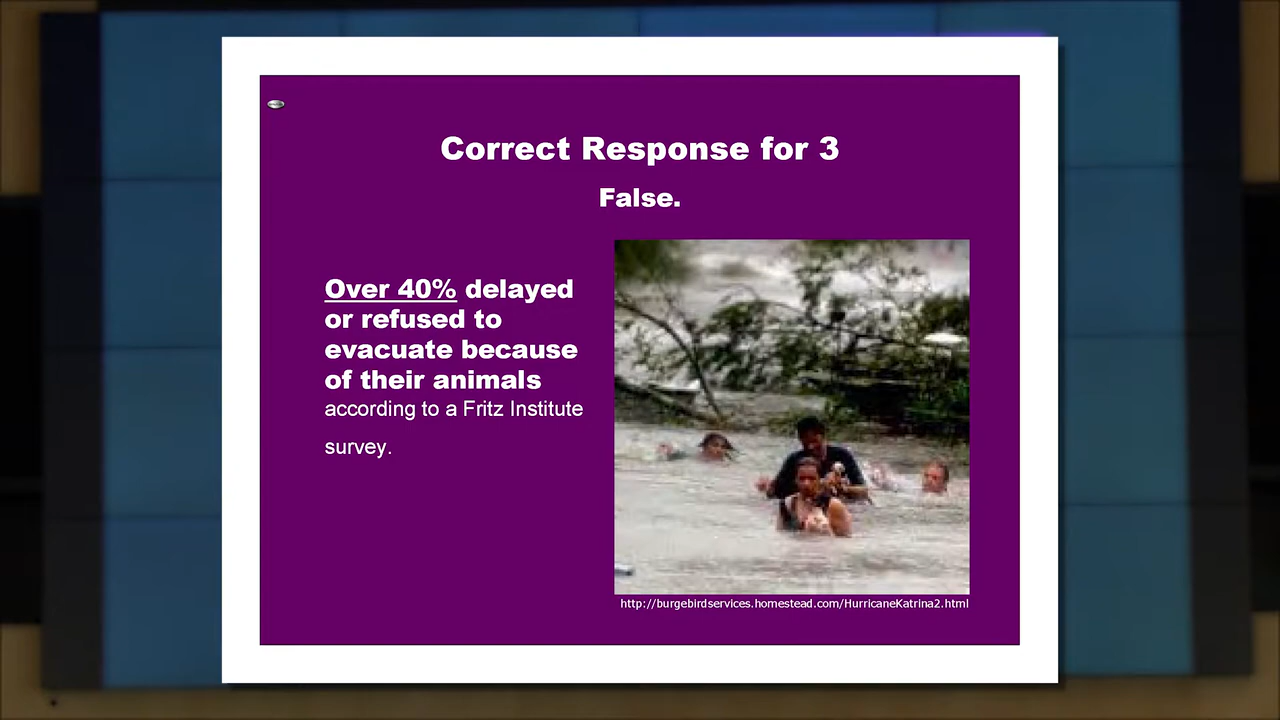 Correct Response for 3
False.
Over 40% delayed
or refused to
evacuate because
of their animals
according to a Fritz Institute
survey.
http://burgebirdservices.homestead.com/HurricaneKatrina2.html